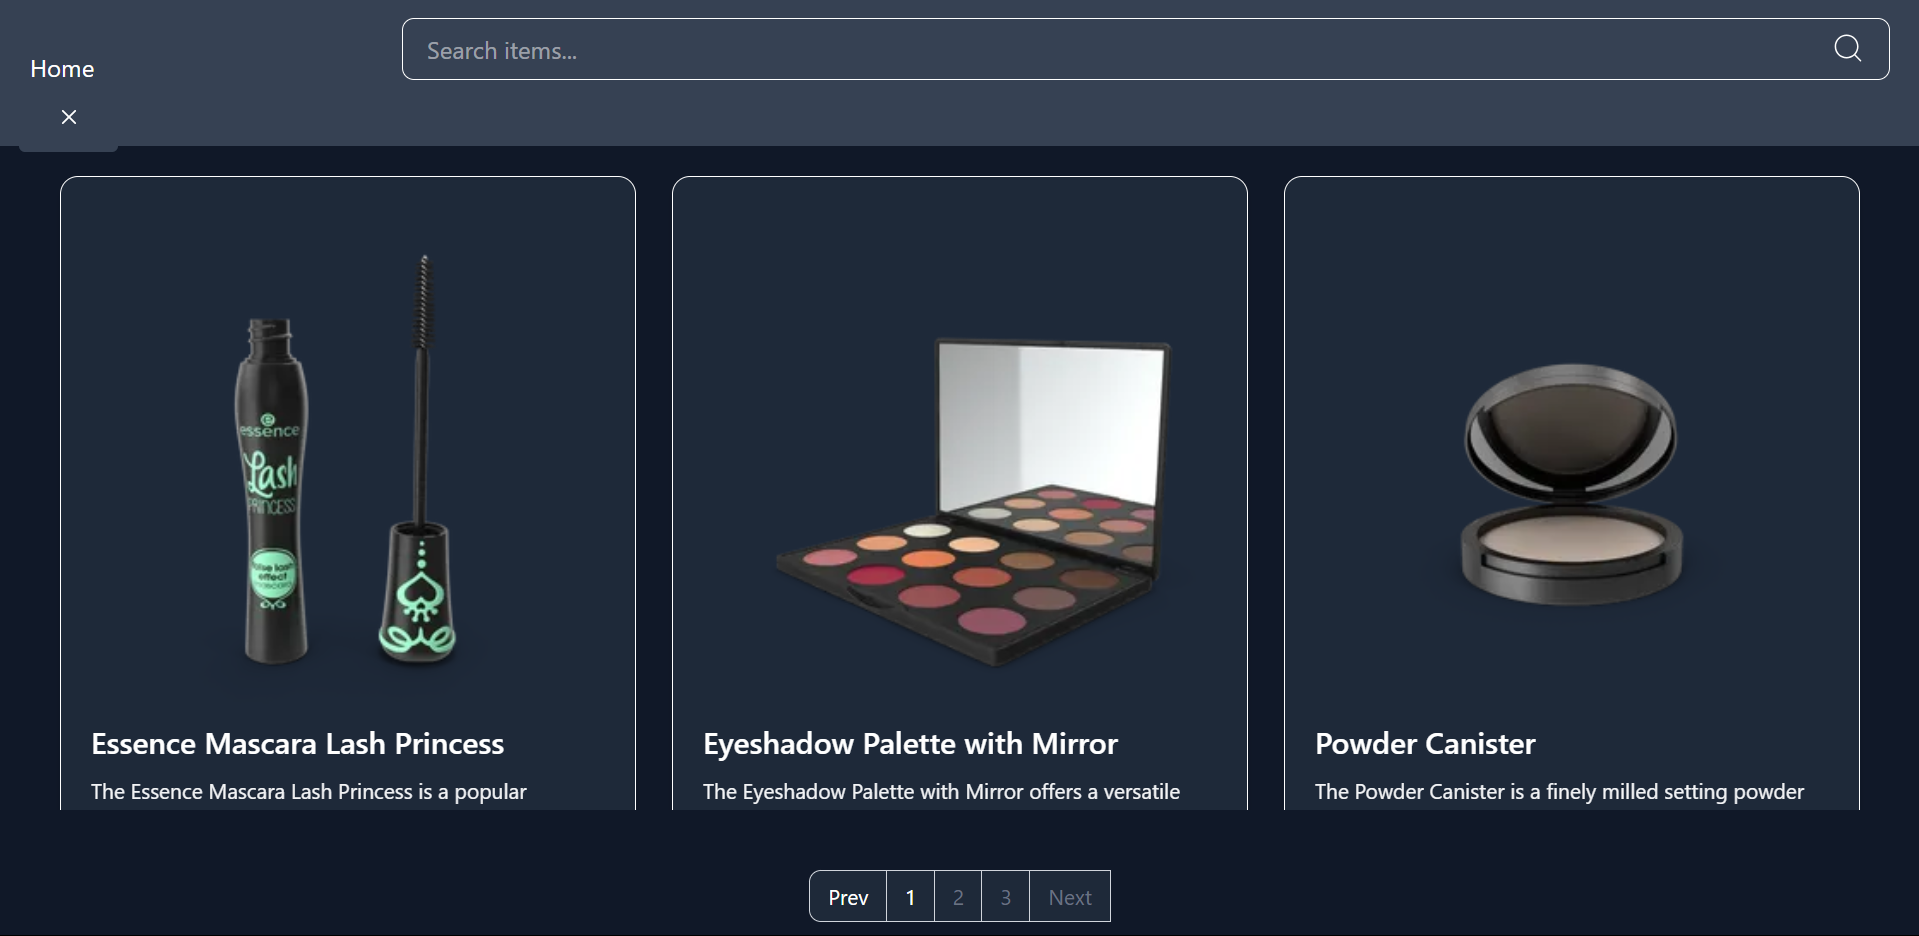 Search items...
Home
essence
Lash
PRINCESS
false lash
effect
mascara
Essence Mascara Lash Princess
Eyeshadow Palette with Mirror
Powder Canister
The Essence Mascara Lash Princess is a popular
The Eyeshadow Palette with Mirror offers a versatile
The Powder Canister is a finely milled setting powder
Prev 1 2 3 Next